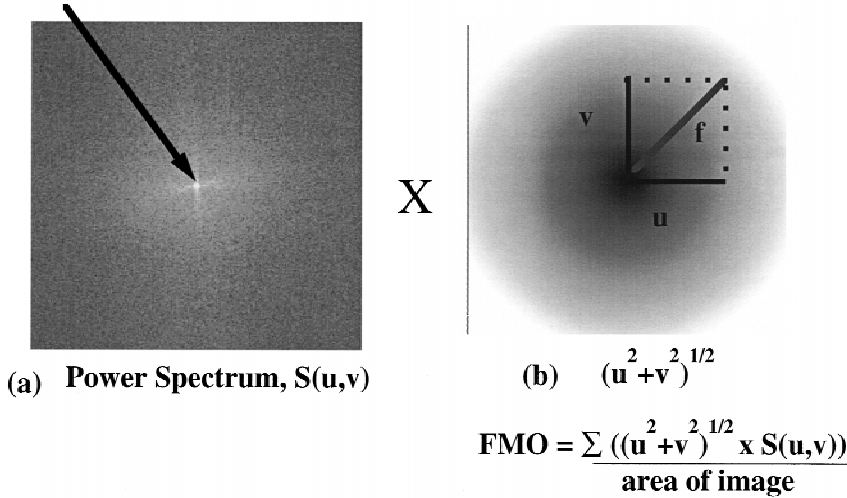 v
f
X
u
(a) Power Spectrum, S(u,v)
(b) (u²+v²)^1/2
FMO = ∑ ((u²+v²)^1/2 x S(u,v))
area of image